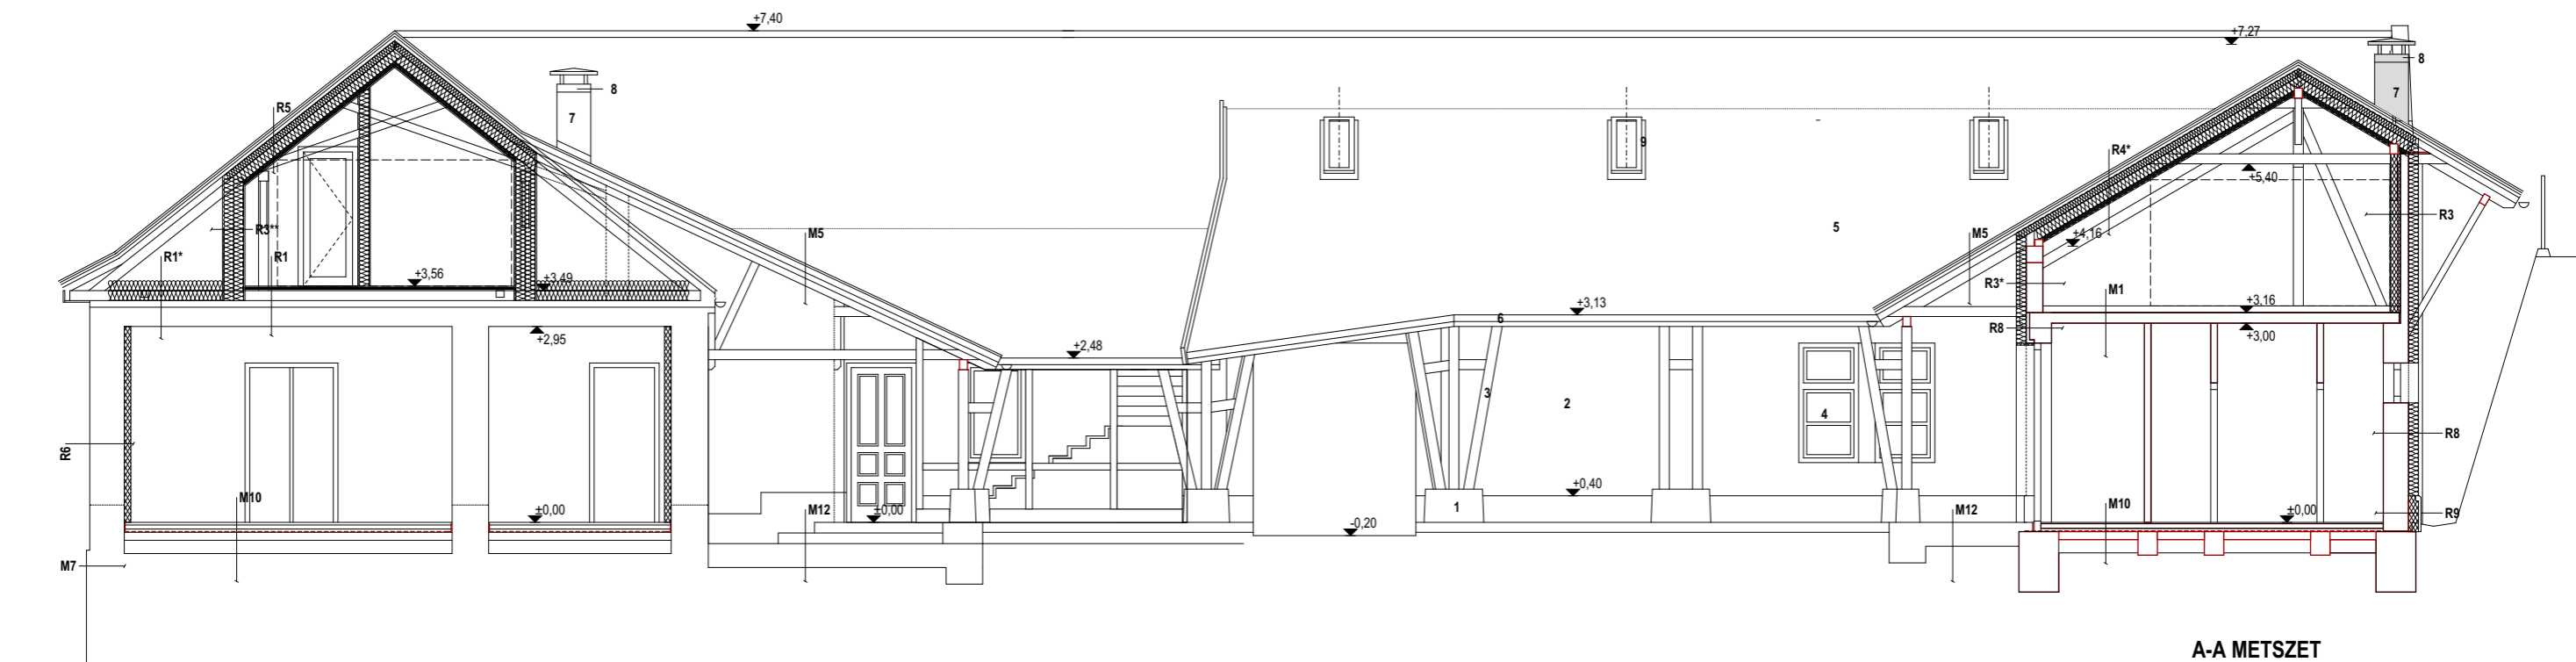 +7,40
+7,27
8
8
7
7
R5
9
R4*
+5,40
R3
R3**
M5
5
M5
+4,16
R1*
R1
+3,56
+3,49
R3*
M1
+3,13
+3,16
6
R8
+3,00
+2,95
+2,48
3
2
4
R6
R8
M10
+0,40
1
M12
±0,00
±0,00
-0,20
M12
M10
±0,00
R9
M7
A-A METSZET